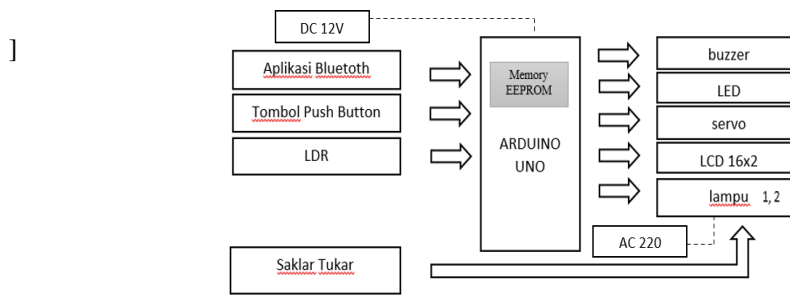 ]
DC 12V
Aplikasi Bluetoth
Tombol Push Button
LDR
Saklar Tukar
Memory
EEPROM
ARDUINO
UNO
buzzer
LED
servo
LCD 16x2
lampu 1, 2
AC 220